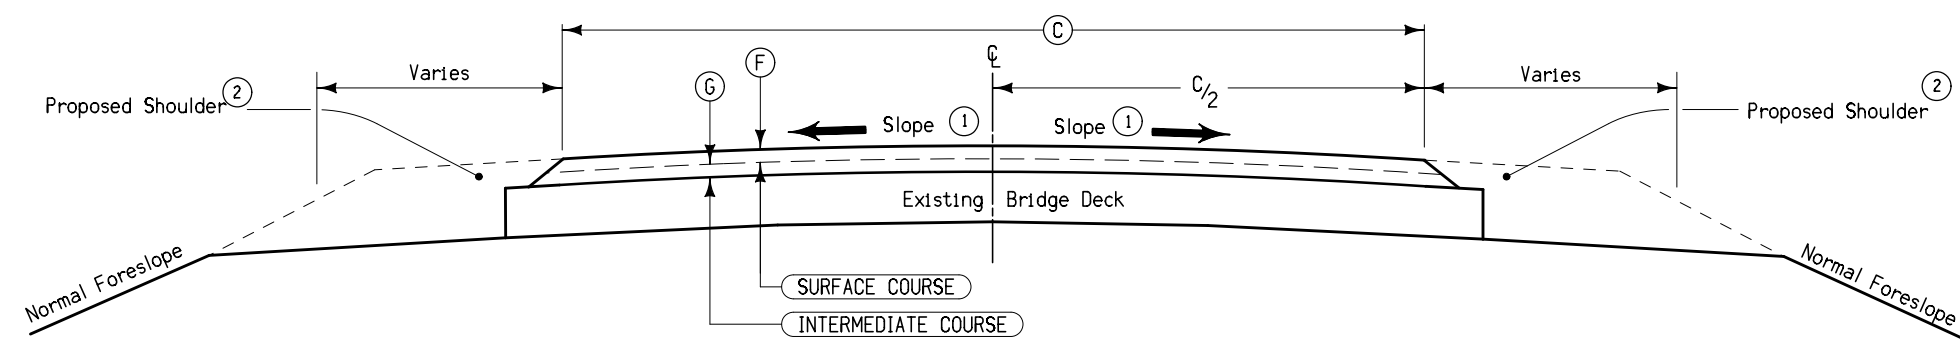 C
℄
F
Varies
Varies
G
C/2
2
2
Proposed Shoulder
Proposed Shoulder
Slope 1
Slope 1
Existing Bridge Deck
Normal Foreslope
Normal Foreslope
SURFACE COURSE
INTERMEDIATE COURSE